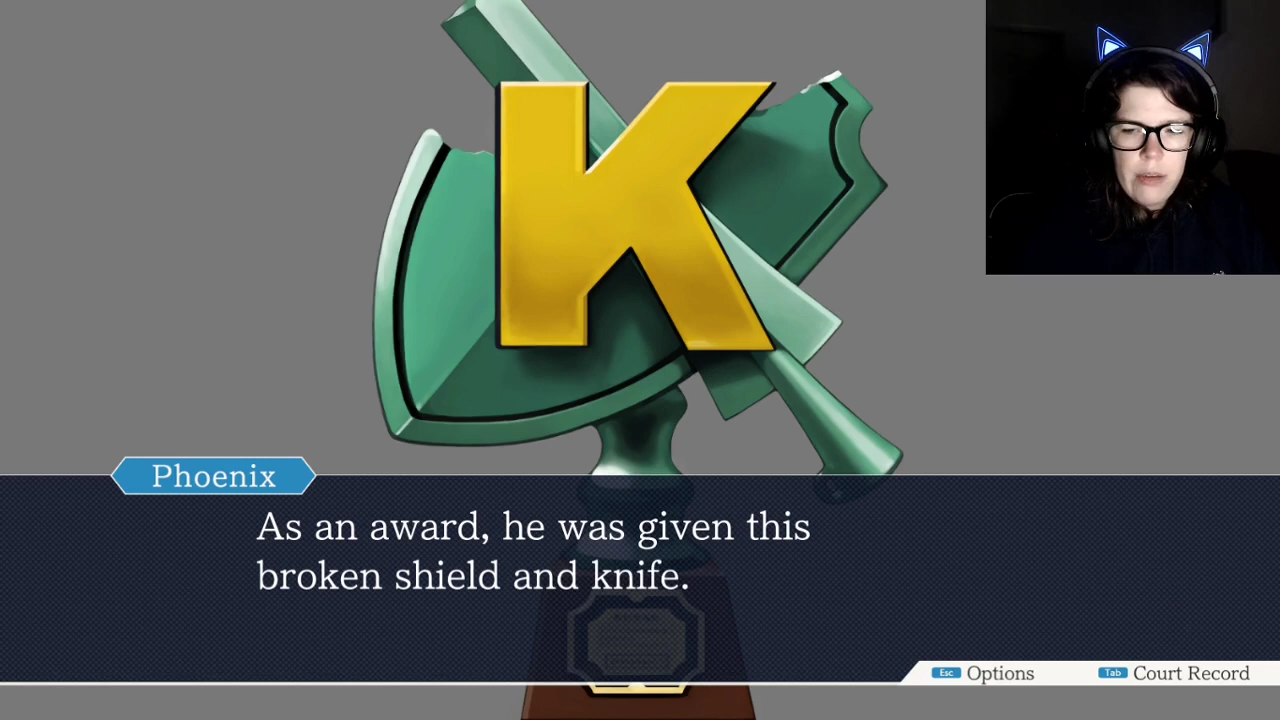 K
Phoenix
As an award, he was given this
broken shield and knife.
Esc Options
Tab Court Record